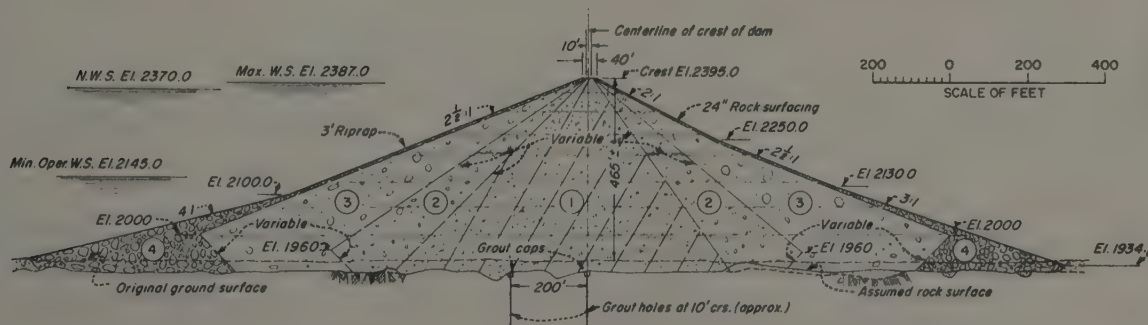 Centerline of crest of dam
10'
40'
N.W.S. El. 2370.0
Max. W.S. El. 2387.0
Crest El. 2395.0
200 0 200 400
SCALE OF FEET
2:1
2½:1
24" Rock surfacing
3' Riprap
El. 2250.0
Variable
2½:1
Min. Oper. W.S. El. 2145.0
465'±
El. 2100.0
El. 2130.0
3 2 1 2 3
3:1
4:1
El. 2000
Variable
Variable
El. 2000
4
El. 1960
Grout caps
El. 1960
4
El. 1934
Original ground surface
200'
Assumed rock surface
Grout holes at 10' crs. (approx.)